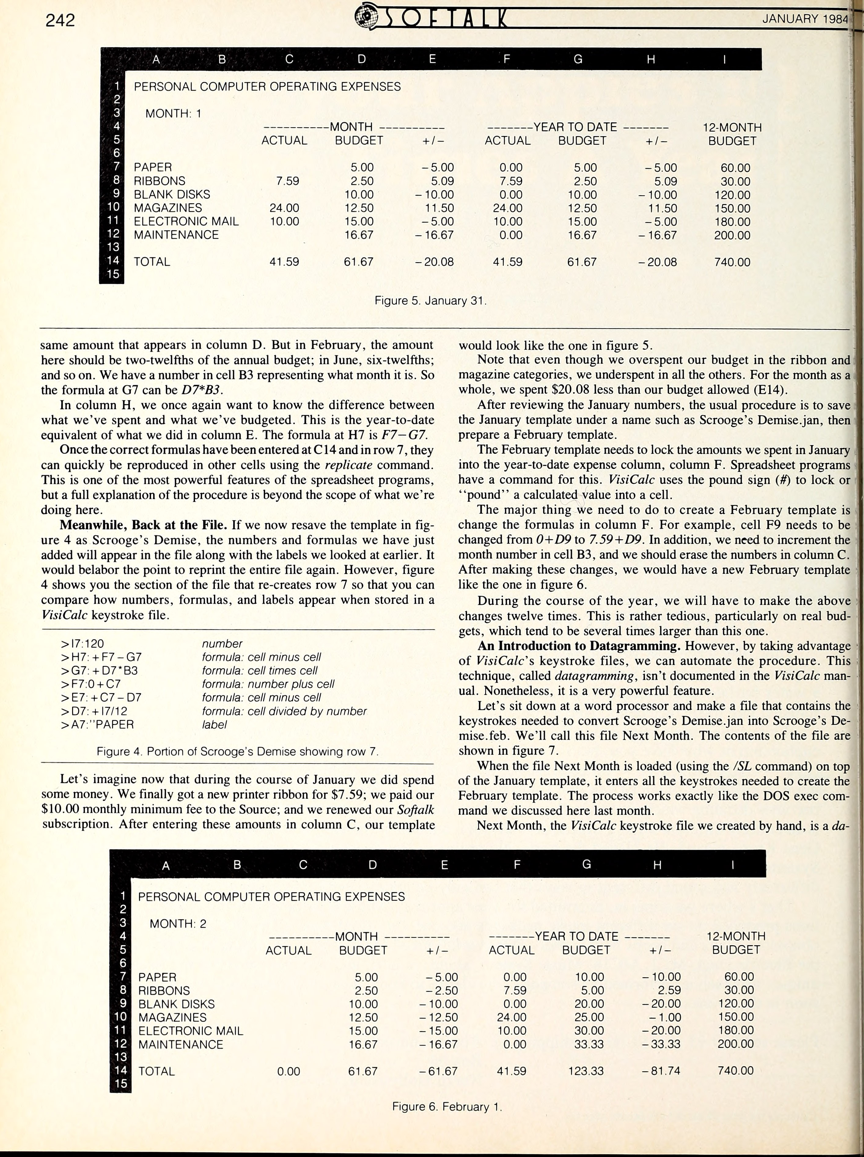 242
SOFTALK
JANUARY 1984
A B C D E F G H I
1 PERSONAL COMPUTER OPERATING EXPENSES
2
3 MONTH: 1
4 ----------MONTH ---------- -------YEAR TO DATE ------- 12-MONTH
5 ACTUAL BUDGET +/− ACTUAL BUDGET +/− BUDGET
6
7 PAPER 5.00 −5.00 0.00 5.00 −5.00 60.00
8 RIBBONS 7.59 2.50 5.09 7.59 2.50 5.09 30.00
9 BLANK DISKS 10.00 −10.00 0.00 10.00 −10.00 120.00
10 MAGAZINES 24.00 12.50 11.50 24.00 12.50 11.50 150.00
11 ELECTRONIC MAIL 10.00 15.00 −5.00 10.00 15.00 −5.00 180.00
12 MAINTENANCE 16.67 −16.67 0.00 16.67 −16.67 200.00
13
14 TOTAL 41.59 61.67 −20.08 41.59 61.67 −20.08 740.00
15
Figure 5. January 31.
same amount that appears in column D. But in February, the amount
here should be two-twelfths of the annual budget; in June, six-twelfths;
and so on. We have a number in cell B3 representing what month it is. So
the formula at G7 can be D7*B3.
In column H, we once again want to know the difference between
what we've spent and what we've budgeted. This is the year-to-date
equivalent of what we did in column E. The formula at H7 is F7−G7.
Once the correct formulas have been entered at C14 and in row 7, they
can quickly be reproduced in other cells using the replicate command.
This is one of the most powerful features of the spreadsheet programs,
but a full explanation of the procedure is beyond the scope of what we're
doing here.
Meanwhile, Back at the File. If we now resave the template in fig-
ure 4 as Scrooge's Demise, the numbers and formulas we have just
added will appear in the file along with the labels we looked at earlier. It
would belabor the point to reprint the entire file again. However, figure
4 shows you the section of the file that re-creates row 7 so that you can
compare how numbers, formulas, and labels appear when stored in a
VisiCalc keystroke file.
>I7:120 number
>H7:+F7−G7 formula: cell minus cell
>G7:+D7*B3 formula: cell times cell
>F7:0+C7 formula: number plus cell
>E7:+C7−D7 formula: cell minus cell
>D7:+I7/12 formula: cell divided by number
>A7:"PAPER label
Figure 4. Portion of Scrooge's Demise showing row 7.
Let's imagine now that during the course of January we did spend
some money. We finally got a new printer ribbon for $7.59; we paid our
$10.00 monthly minimum fee to the Source; and we renewed our Softalk
subscription. After entering these amounts in column C, our template
would look like the one in figure 5.
Note that even though we overspent our budget in the ribbon and
magazine categories, we underspent in all the others. For the month as a
whole, we spent $20.08 less than our budget allowed (E14).
After reviewing the January numbers, the usual procedure is to save
the January template under a name such as Scrooge's Demise.jan, then
prepare a February template.
The February template needs to lock the amounts we spent in January
into the year-to-date expense column, column F. Spreadsheet programs
have a command for this. VisiCalc uses the pound sign (#) to lock or
"pound" a calculated value into a cell.
The major thing we need to do to create a February template is
change the formulas in column F. For example, cell F9 needs to be
changed from 0+D9 to 7.59+D9. In addition, we need to increment the
month number in cell B3, and we should erase the numbers in column C.
After making these changes, we would have a new February template
like the one in figure 6.
During the course of the year, we will have to make the above
changes twelve times. This is rather tedious, particularly on real bud-
gets, which tend to be several times larger than this one.
An Introduction to Datagramming. However, by taking advantage
of VisiCalc's keystroke files, we can automate the procedure. This
technique, called datagramming, isn't documented in the VisiCalc man-
ual. Nonetheless, it is a very powerful feature.
Let's sit down at a word processor and make a file that contains the
keystrokes needed to convert Scrooge's Demise.jan into Scrooge's De-
mise.feb. We'll call this file Next Month. The contents of the file are
shown in figure 7.
When the file Next Month is loaded (using the /SL command) on top
of the January template, it enters all the keystrokes needed to create the
February template. The process works exactly like the DOS exec com-
mand we discussed here last month.
Next Month, the VisiCalc keystroke file we created by hand, is a da-
A B C D E F G H I
1 PERSONAL COMPUTER OPERATING EXPENSES
2
3 MONTH: 2
4 ----------MONTH ---------- -------YEAR TO DATE ------- 12-MONTH
5 ACTUAL BUDGET +/− ACTUAL BUDGET +/− BUDGET
6
7 PAPER 5.00 −5.00 0.00 10.00 −10.00 60.00
8 RIBBONS 2.50 −2.50 7.59 5.00 2.59 30.00
9 BLANK DISKS 10.00 −10.00 0.00 20.00 −20.00 120.00
10 MAGAZINES 12.50 −12.50 24.00 25.00 −1.00 150.00
11 ELECTRONIC MAIL 15.00 −15.00 10.00 30.00 −20.00 180.00
12 MAINTENANCE 16.67 −16.67 0.00 33.33 −33.33 200.00
13
14 TOTAL 0.00 61.67 −61.67 41.59 123.33 −81.74 740.00
15
Figure 6. February 1.